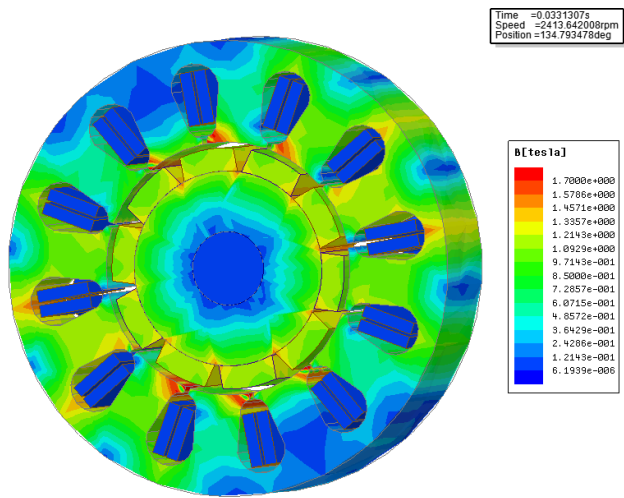 Time =0.0331307s
Speed =2413.642008rpm
Position =134.793478deg
B[tesla]
1.7000e+000
1.5786e+000
1.4571e+000
1.3357e+000
1.2143e+000
1.0929e+000
9.7143e-001
8.5000e-001
7.2857e-001
6.0715e-001
4.8572e-001
3.6429e-001
2.4286e-001
1.2143e-001
6.1939e-006